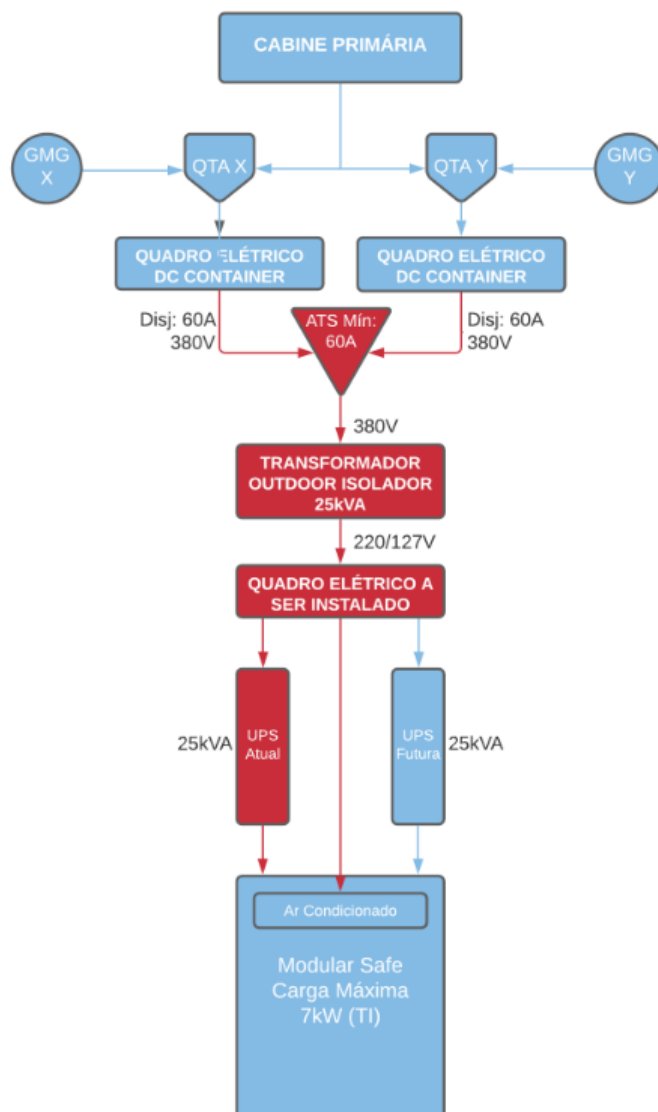 CABINE PRIMÁRIA
GMG
X
QTA X
QTA Y
GMG
Y
QUADRO ELÉTRICO
DC CONTAINER
QUADRO ELÉTRICO
DC CONTAINER
Disj: 60A
380V
ATS Mín:
60A
Disj: 60A
380V
380V
TRANSFORMADOR
OUTDOOR ISOLADOR
25kVA
220/127V
QUADRO ELÉTRICO A
SER INSTALADO
25kVA
UPS
Atual
UPS
Futura
25kVA
Ar Condicionado
Modular Safe
Carga Máxima
7kW (TI)